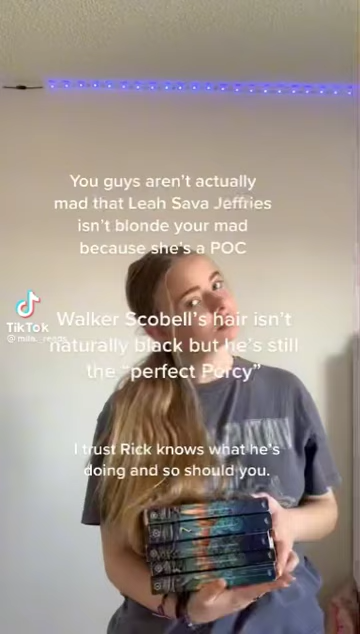 You guys aren't actually
mad that Leah Sava Jeffries
isn't blonde your mad
because she's a POC
TikTok
Walker Scobell's hair isn't
naturally black but he's still
the "perfect Percy"
I trust Rick knows what he's
doing and so should you.